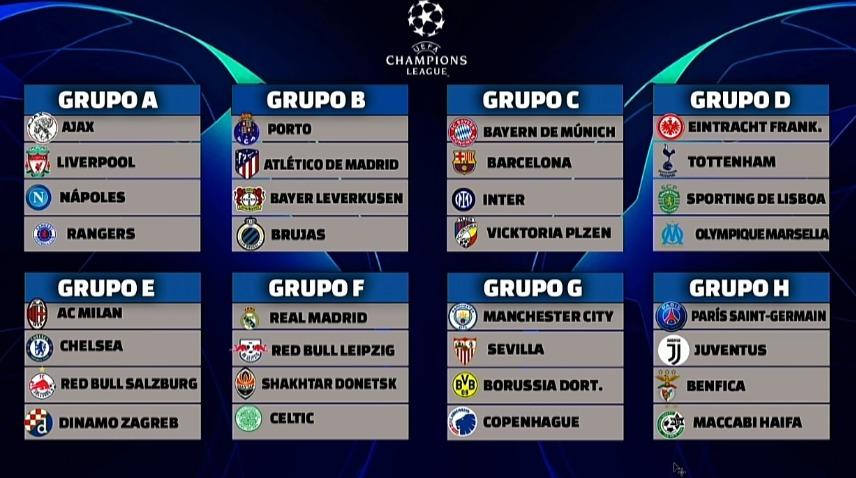 UEFA
CHAMPIONS
LEAGUE
GRUPO A
AJAX
LIVERPOOL
NÁPOLES
RANGERS
GRUPO B
PORTO
ATLÉTICO DE MADRID
BAYER LEVERKUSEN
BRUJAS
GRUPO C
BAYERN DE MÚNICH
BARCELONA
INTER
VICKTORIA PLZEN
GRUPO D
EINTRACHT FRANK.
TOTTENHAM
SPORTING DE LISBOA
OLYMPIQUE MARSELLA
GRUPO E
AC MILAN
CHELSEA
RED BULL SALZBURG
DINAMO ZAGREB
GRUPO F
REAL MADRID
RED BULL LEIPZIG
SHAKHTAR DONETSK
CELTIC
GRUPO G
MANCHESTER CITY
SEVILLA
BORUSSIA DORT.
COPENHAGUE
GRUPO H
PARÍS SAINT-GERMAIN
JUVENTUS
BENFICA
MACCABI HAIFA